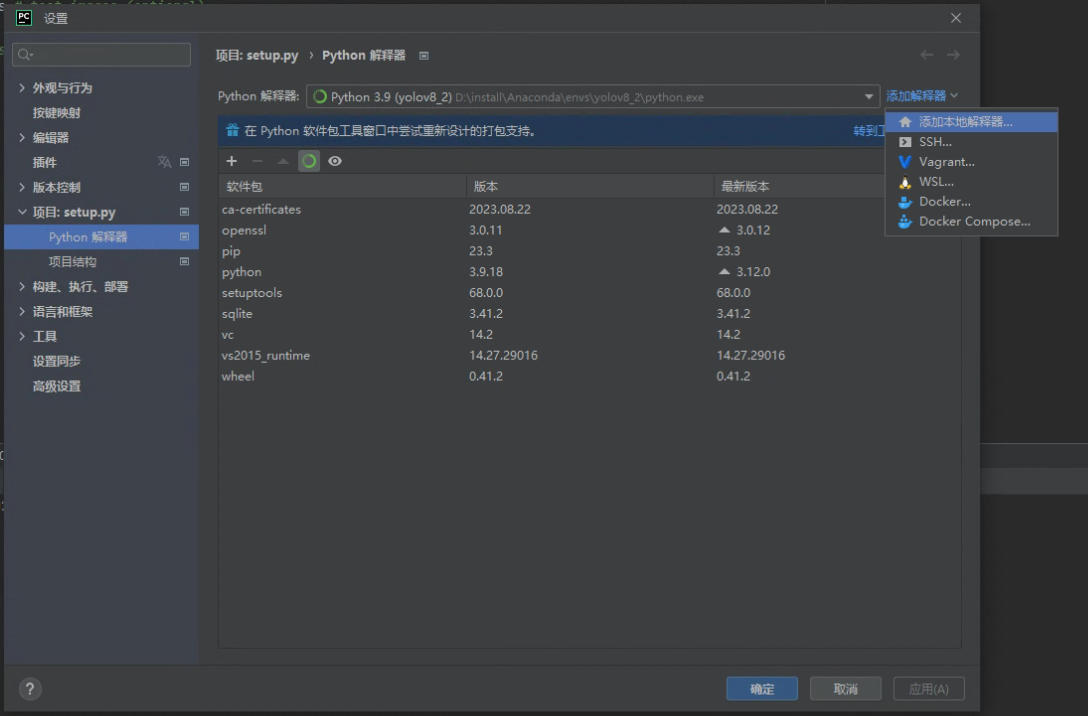 # test images (optional)
PC 设置
项目: setup.py › Python 解释器
外观与行为
按键映射
编辑器
插件
版本控制
项目: setup.py
Python 解释器
项目结构
构建、执行、部署
语言和框架
工具
设置同步
高级设置
Python 解释器: Python 3.9 (yolov8_2) D:\install\Anaconda\envs\yolov8_2\python.exe 添加解释器
添加本地解释器...
SSH...
Vagrant...
WSL...
Docker...
Docker Compose...
在 Python 软件包工具窗口中尝试重新设计的打包支持。 转到
软件包 版本 最新版本
ca-certificates 2023.08.22 2023.08.22
openssl 3.0.11 3.0.12
pip 23.3 23.3
python 3.9.18 3.12.0
setuptools 68.0.0 68.0.0
sqlite 3.41.2 3.41.2
vc 14.2 14.2
vs2015_runtime 14.27.29016 14.27.29016
wheel 0.41.2 0.41.2
? 确定 取消 应用(A)